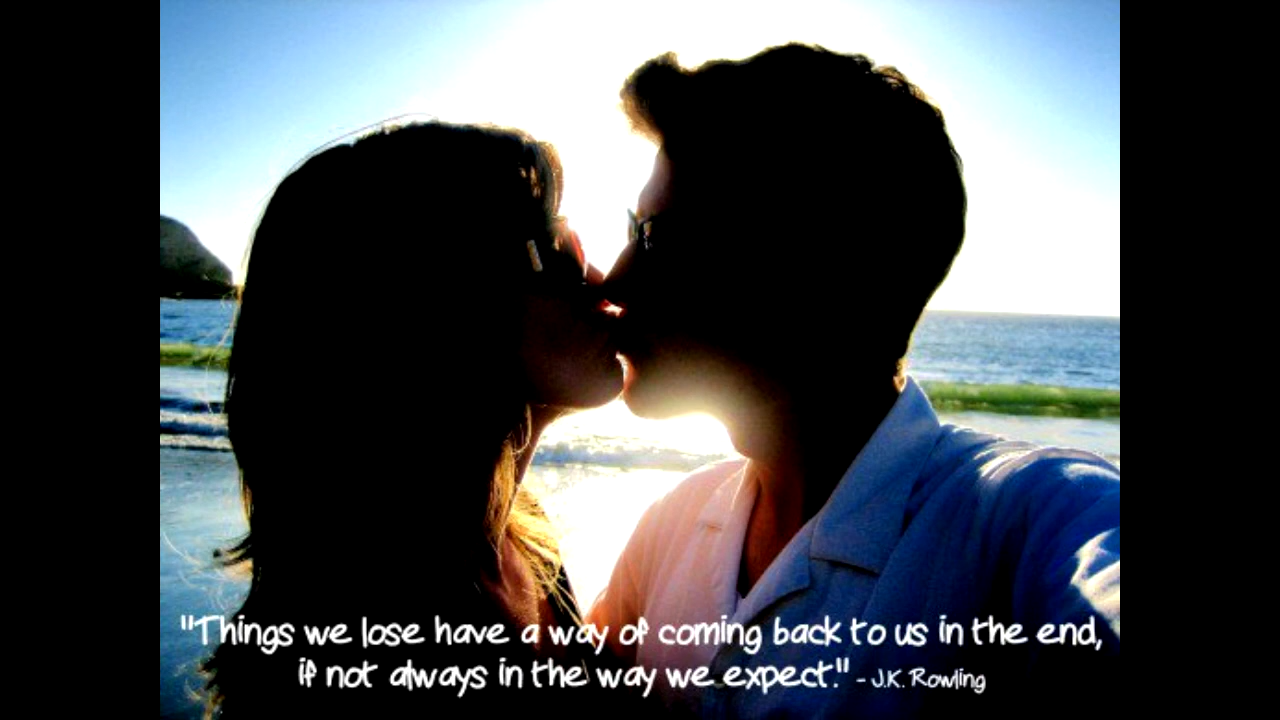 "Things we lose have a way of coming back to us in the end,
if not always in the way we expect." - J.K. Rowling